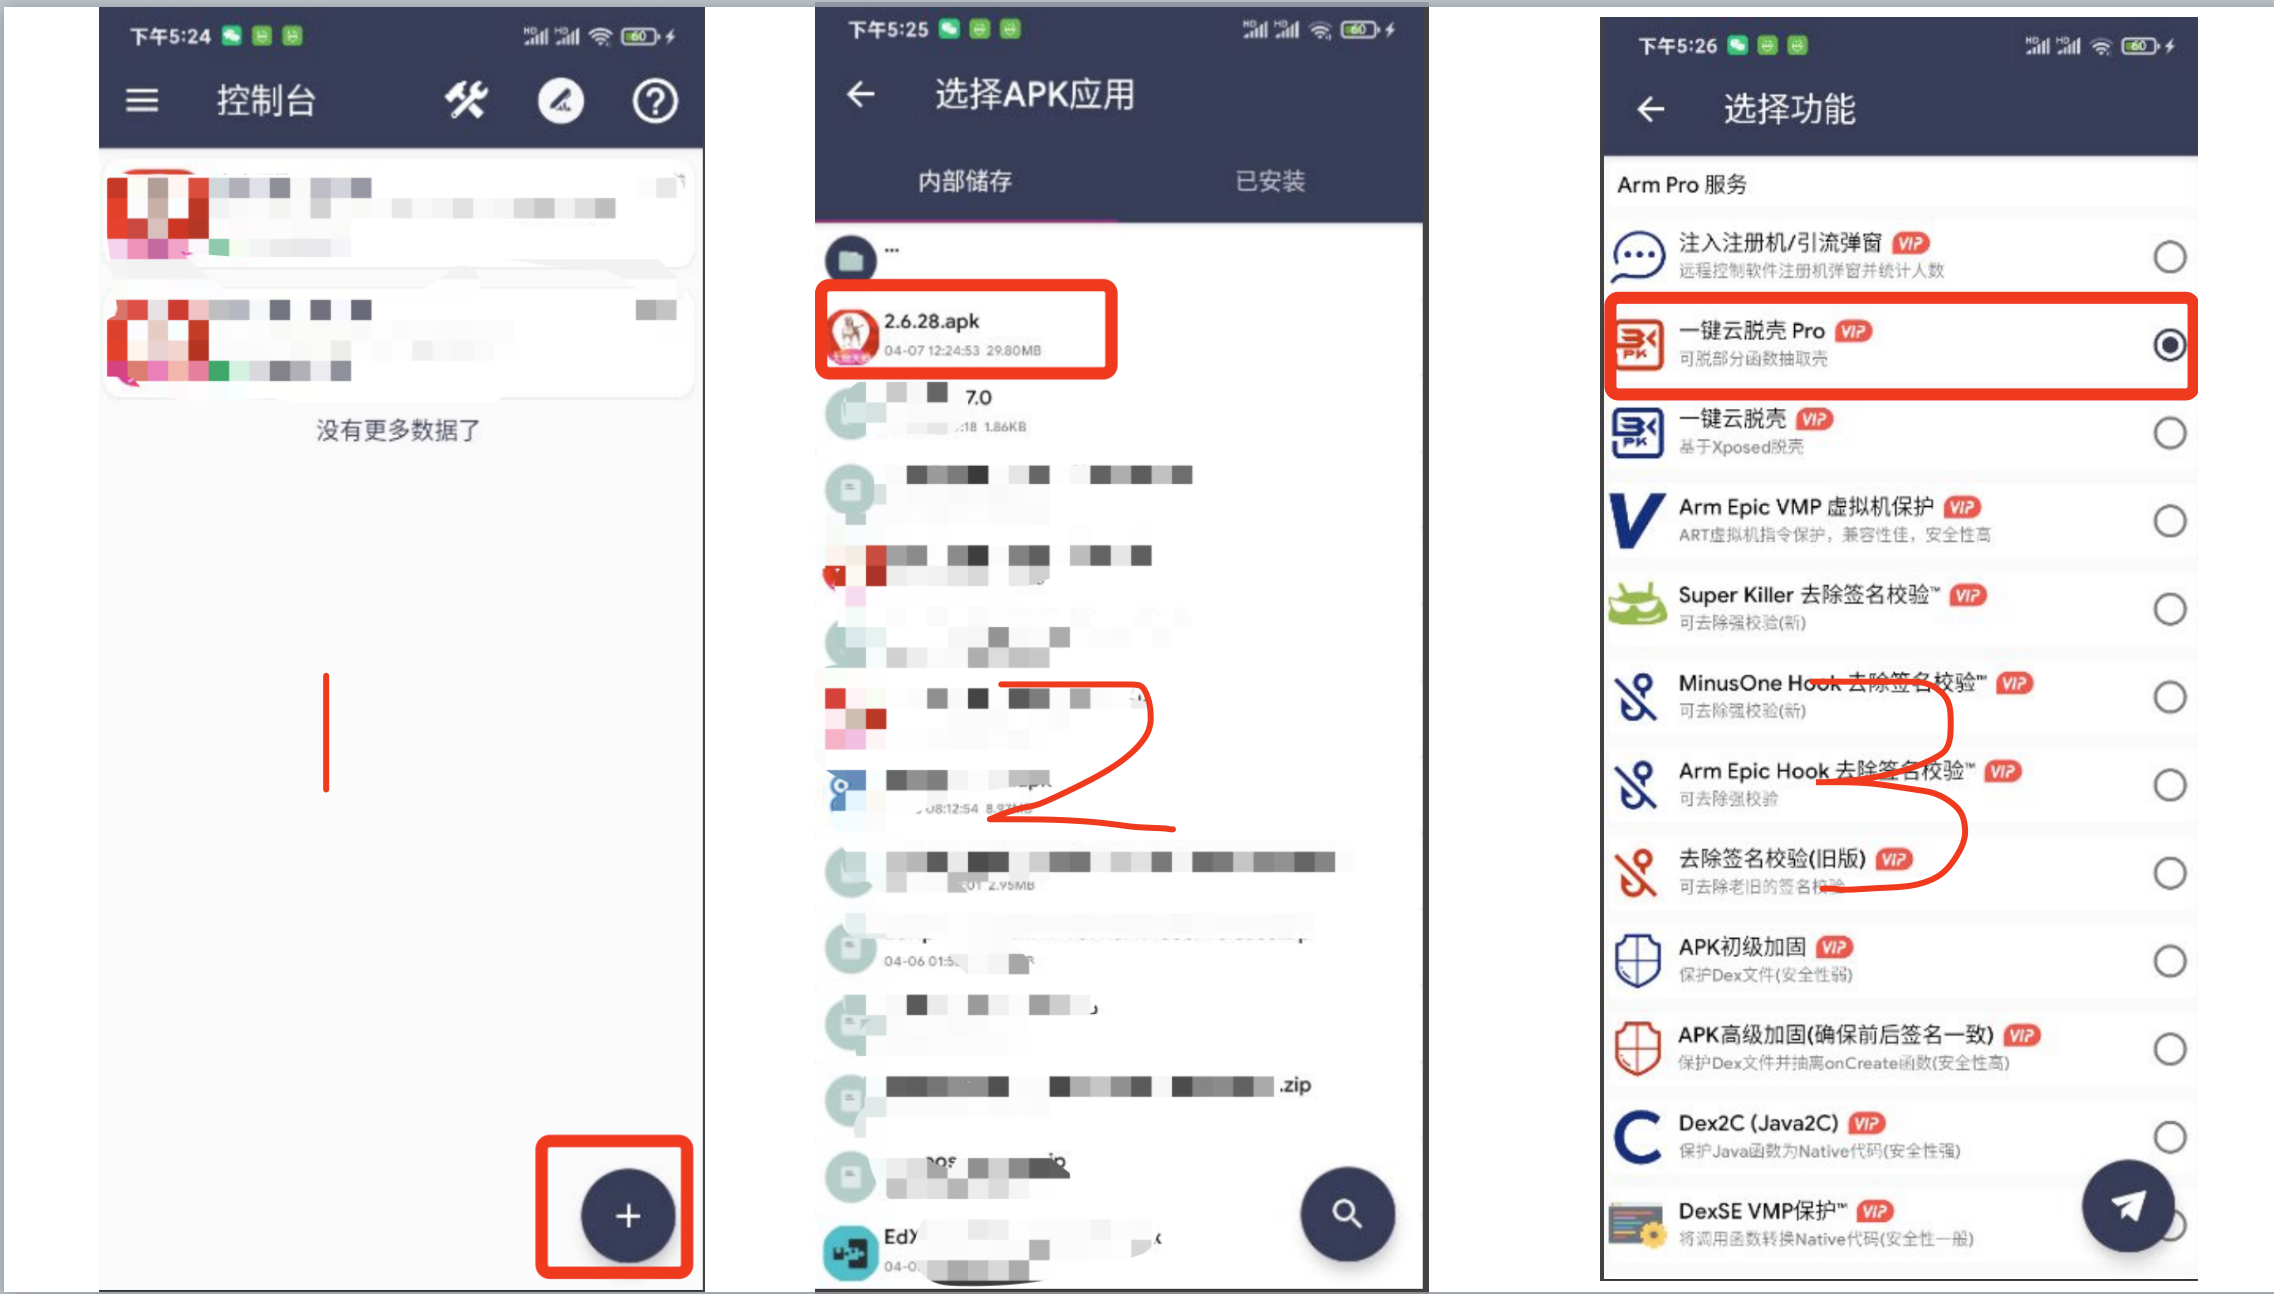 下午5:24
60
控制台
没有更多数据了
下午5:25
60
选择APK应用
内部储存
已安装
...
2.6.28.apk
04-07 12:24:53 29.80MB
7.0
:18 1.86KB
08:12:54
2.95MB
04-06
.zip
04-0
下午5:26
60
选择功能
Arm Pro 服务
注入注册机/引流弹窗 VIP
远程控制软件注册机弹窗并统计人数
一键云脱壳 Pro VIP
可脱部分函数抽取壳
一键云脱壳 VIP
基于Xposed脱壳
Arm Epic VMP 虚拟机保护 VIP
ART虚拟机指令保护，兼容性佳，安全性高
Super Killer 去除签名校验™ VIP
可去除强校验(新)
MinusOne Hook 去除签名校验™ VIP
可去除强校验(新)
Arm Epic Hook 去除签名校验™ VIP
可去除强校验
去除签名校验(旧版) VIP
可去除老旧的签名校验
APK初级加固 VIP
保护Dex文件(安全性弱)
APK高级加固(确保前后签名一致) VIP
保护Dex文件并抽离onCreate函数(安全性高)
Dex2C (Java2C) VIP
保护Java函数为Native代码(安全性强)
DexSE VMP保护™ VIP
将调用函数转换Native代码(安全性一般)
1
2
3